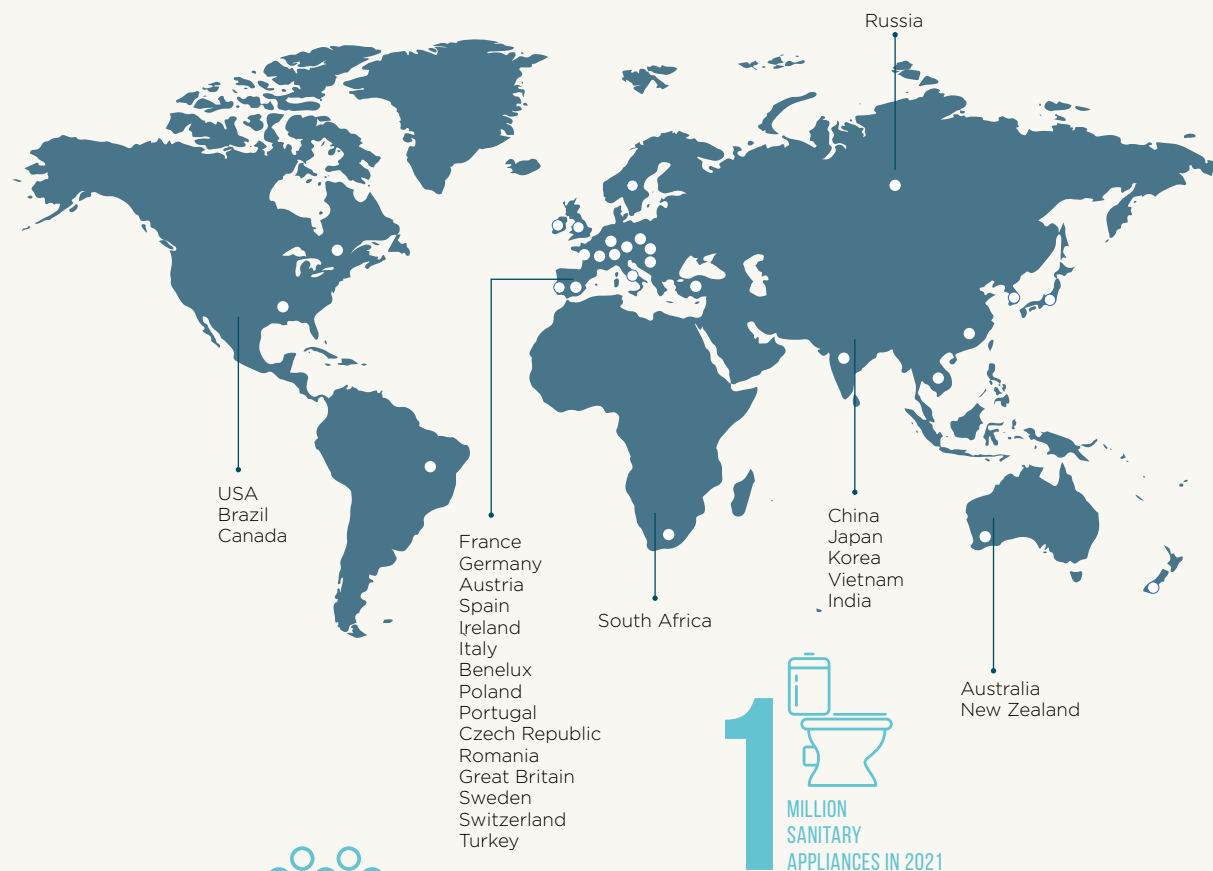 Russia
USA
Brazil
Canada
France
Germany
Austria
Spain
Ireland
Italy
Benelux
Poland
Portugal
Czech Republic
Romania
Great Britain
Sweden
Switzerland
Turkey
South Africa
China
Japan
Korea
Vietnam
India
Australia
New Zealand
1
MILLION
SANITARY
APPLIANCES IN 2021